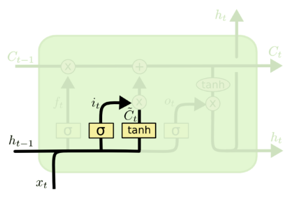 h_t
C_{t-1} × + C_t
tanh
f_t i_t × o_t ×
C̃_t
σ σ tanh σ
h_{t-1} h_t
x_t